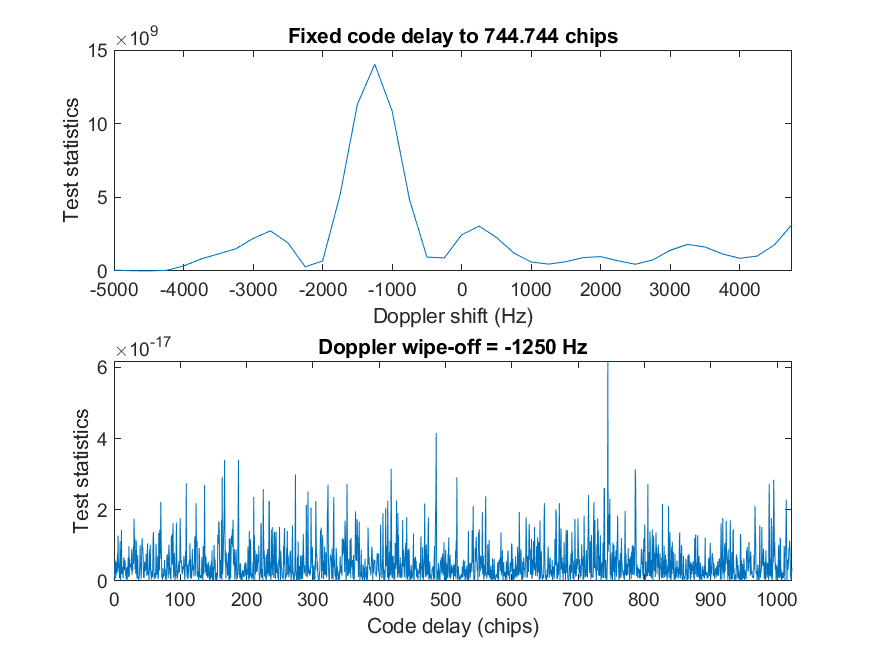 ×10^9
Fixed code delay to 744.744 chips
15
10
5
0
Test statistics
-5000 -4000 -3000 -2000 -1000 0 1000 2000 3000 4000
Doppler shift (Hz)
×10^-17
Doppler wipe-off = -1250 Hz
6
4
2
0
Test statistics
0 100 200 300 400 500 600 700 800 900 1000
Code delay (chips)